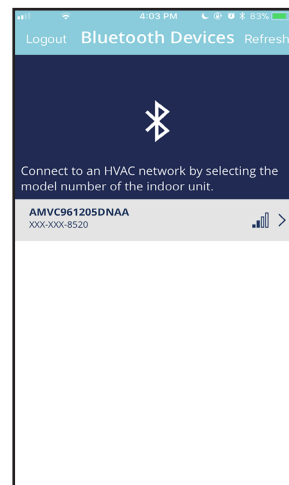 4:03 PM 83%
Logout Bluetooth Devices Refresh
Connect to an HVAC network by selecting the
model number of the indoor unit.
AMVC961205DNAA
XXX-XXX-8520